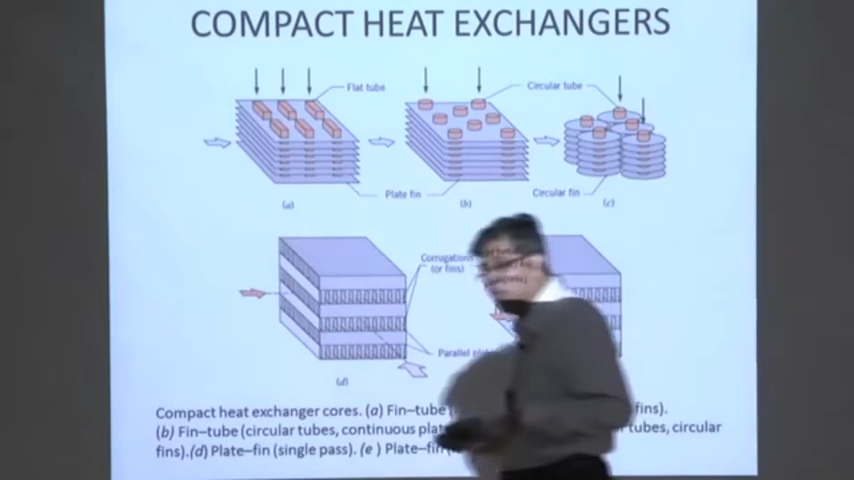 COMPACT HEAT EXCHANGERS
Flat tube
Circular tube
Plate fin
Circular fin
(a)
(b)
(c)
Corrugations
(or fins)
Parallel
(d)
Compact heat exchanger cores. (a) Fin–tube fins).
(b) Fin–tube (circular tubes, continuous tubes, circular
fins).(d) Plate–fin (single pass). (e ) Plate–fin